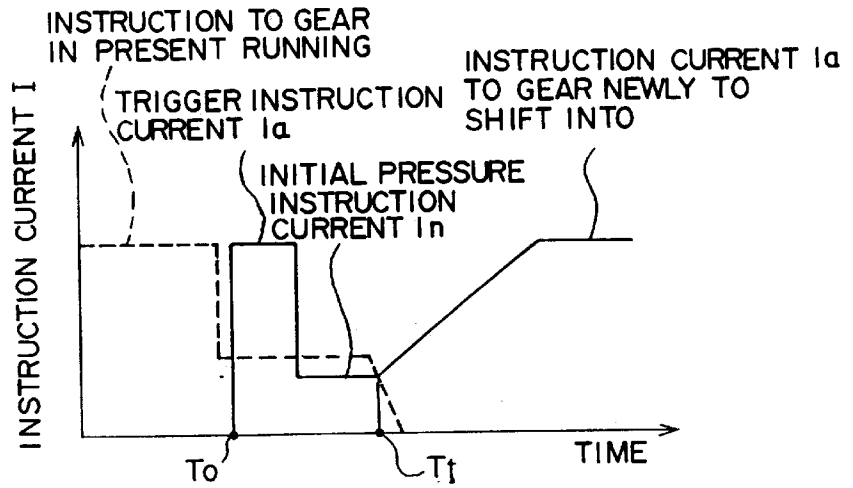 INSTRUCTION TO GEAR
IN PRESENT RUNNING
TRIGGER INSTRUCTION
CURRENT Ia
INITIAL PRESSURE
INSTRUCTION
CURRENT In
INSTRUCTION CURRENT Ia
TO GEAR NEWLY TO
SHIFT INTO
INSTRUCTION CURRENT I
To
Tt
TIME